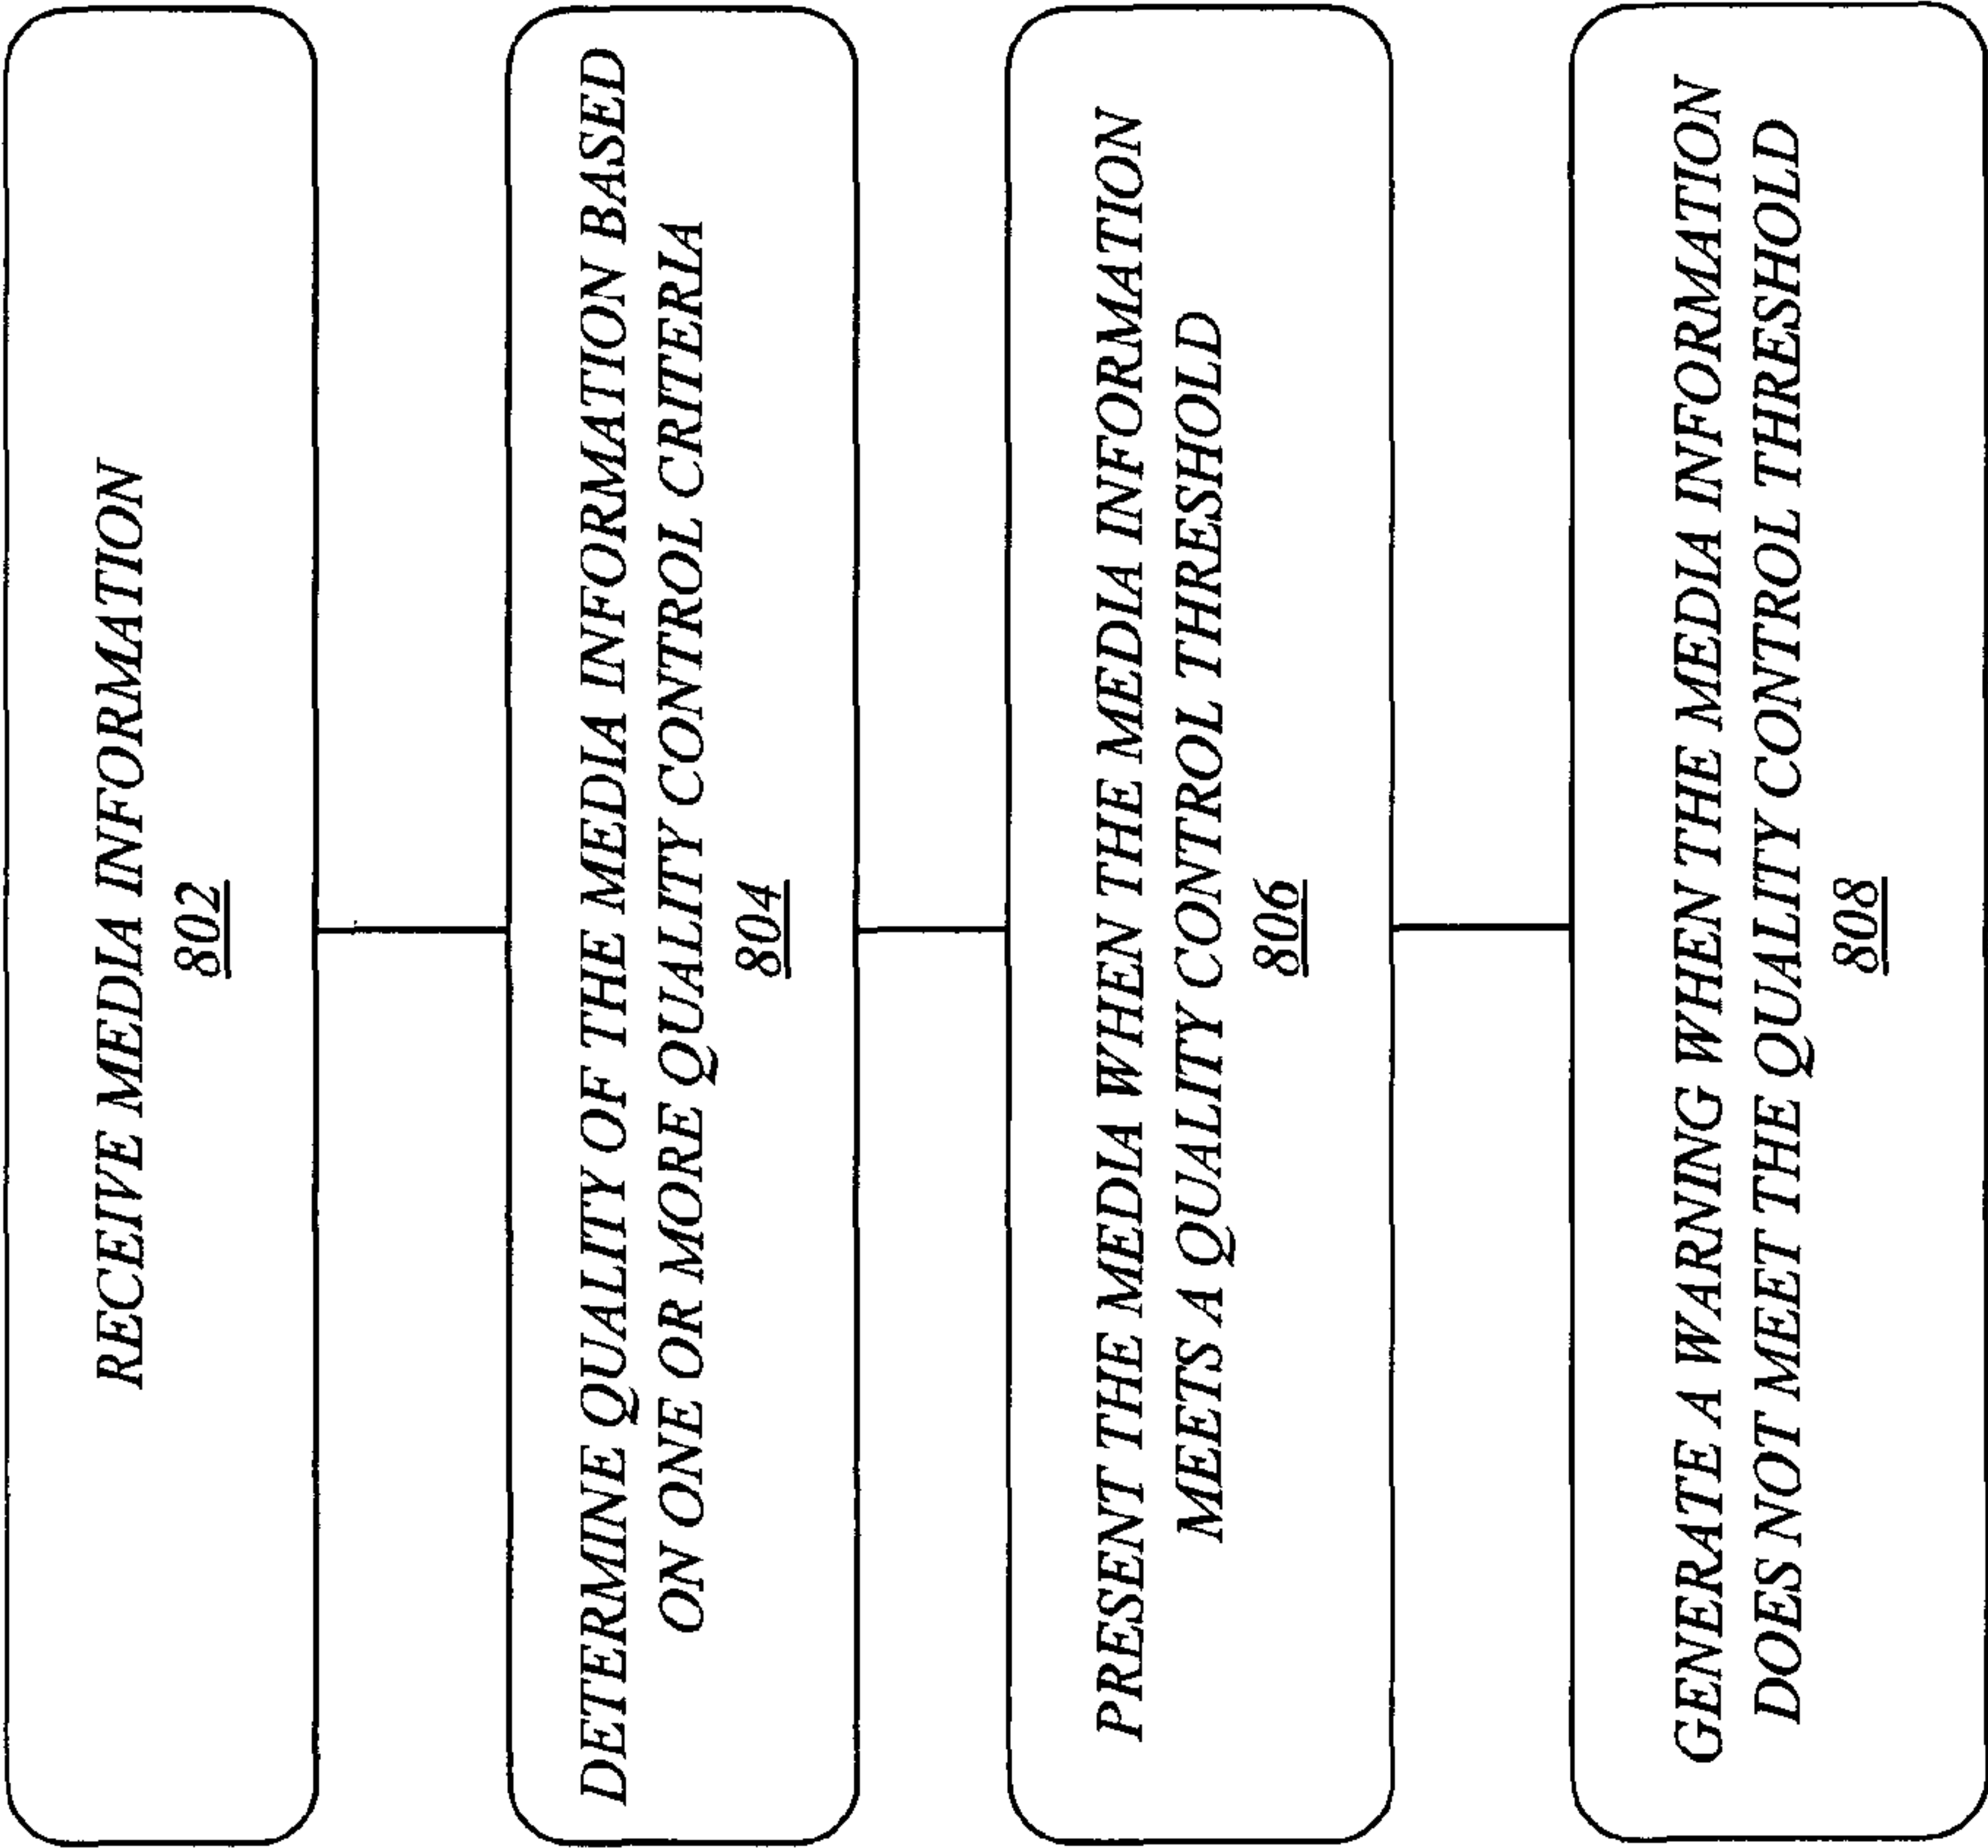 RECEIVE MEDIA INFORMATION
802
DETERMINE QUALITY OF THE MEDIA INFORMATION BASED
ON ONE OR MORE QUALITY CONTROL CRITERIA
804
PRESENT THE MEDIA WHEN THE MEDIA INFORMATION
MEETS A QUALITY CONTROL THRESHOLD
806
GENERATE A WARNING WHEN THE MEDIA INFORMATION
DOES NOT MEET THE QUALITY CONTROL THRESHOLD
808